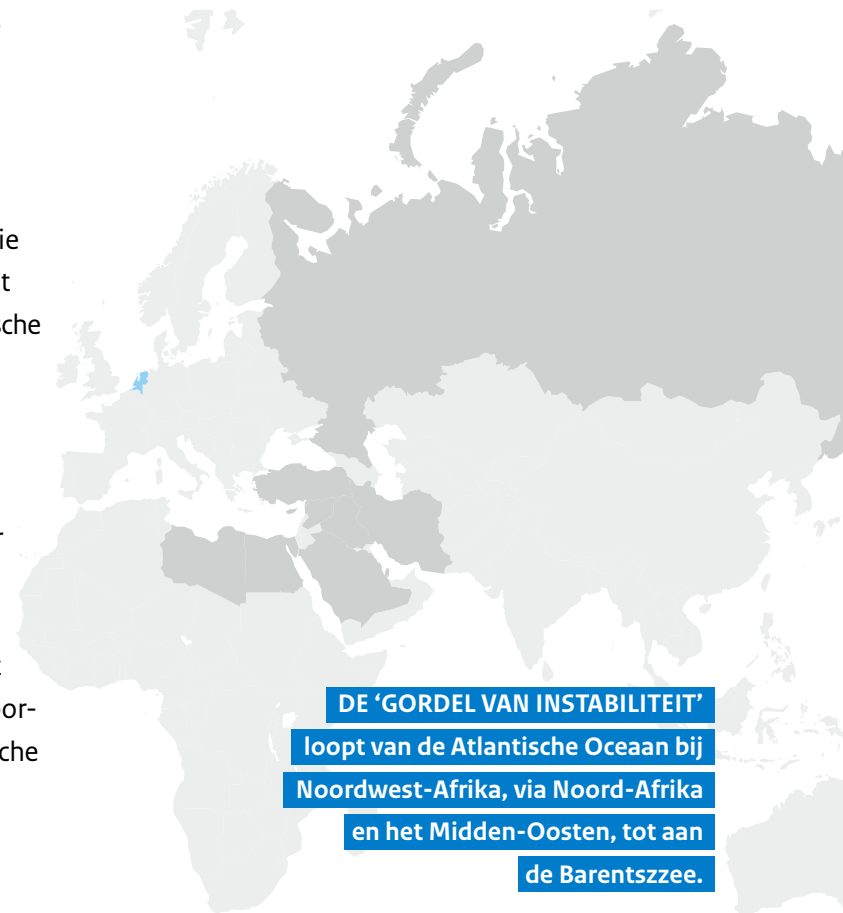 DE ‘GORDEL VAN INSTABILITEIT’
loopt van de Atlantische Oceaan bij
Noordwest-Afrika, via Noord-Afrika
en het Midden-Oosten, tot aan
de Barentszzee.